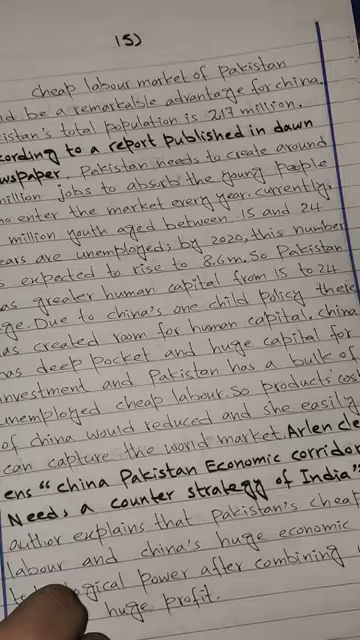 15)
cheap labour market of Pakistan
ld be a remarkable advantage for china.
istan's total population is 217 million.
cording to a report published in dawn
wspaper, Pakistan needs to create around
million jobs to absorb the young people
o enter the market every year. currently,
million youth aged between 15 and 24
ears are unemployed; by 2020, this number
s expected to rise to 8.6m. So Pakistan
as greater human capital from 15 to 24
ge. Due to china's one child policy there
as created room for human capital. china
has deep pocket and huge capital for
nvestment and Pakistan has a bulk of
unemployed cheap labour. So products cost
of china would reduced and she easily
can capture the world market. Arlen cle
ens "china Pakistan Economic corridor
Needs a counter strategy of India"
author explains that Pakistan's cheap
labour and china's huge economic
gical power after combining
huge profit.